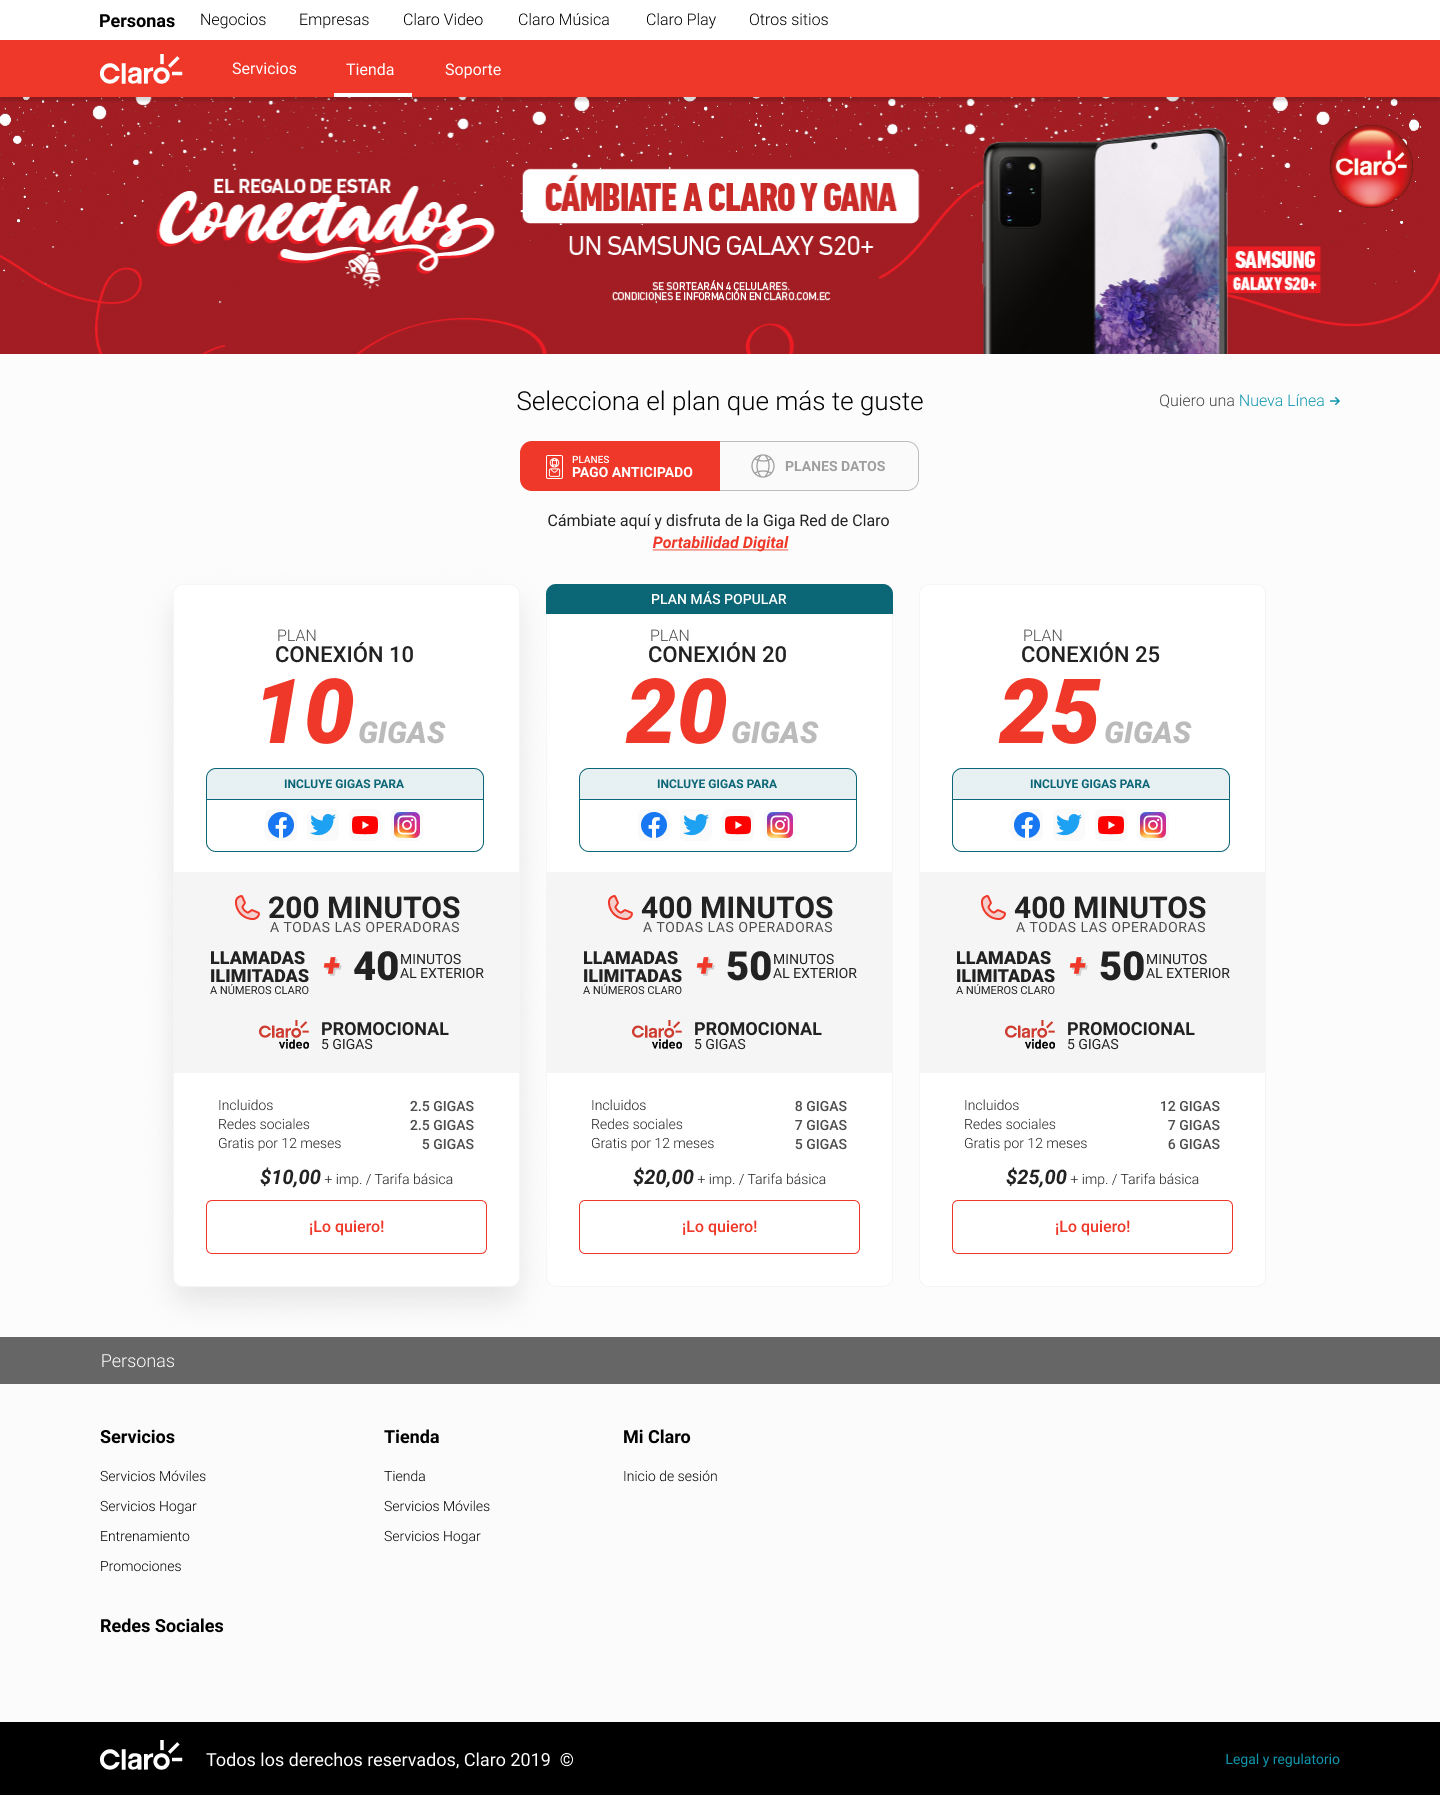 Personas Negocios Empresas Claro Video Claro Música Claro Play Otros sitios
Claro Servicios Tienda Soporte
EL REGALO DE ESTAR
Conectados
CÁMBIATE A CLARO Y GANA
UN SAMSUNG GALAXY S20+
SE SORTEARÁN 4 CELULARES.
CONDICIONES E INFORMACIÓN EN CLARO.COM.EC
Claro
SAMSUNG
GALAXY S20+
Selecciona el plan que más te guste
Quiero una Nueva Línea →
PLANES
PAGO ANTICIPADO
PLANES DATOS
Cámbiate aquí y disfruta de la Giga Red de Claro
Portabilidad Digital
PLAN
CONEXIÓN 10
10 GIGAS
INCLUYE GIGAS PARA
200 MINUTOS
A TODAS LAS OPERADORAS
LLAMADAS
ILIMITADAS
A NÚMEROS CLARO
+ 40 MINUTOS
AL EXTERIOR
Claro
video
PROMOCIONAL
5 GIGAS
Incluidos 2.5 GIGAS
Redes sociales 2.5 GIGAS
Gratis por 12 meses 5 GIGAS
$10,00 + imp. / Tarifa básica
¡Lo quiero!
PLAN MÁS POPULAR
PLAN
CONEXIÓN 20
20 GIGAS
INCLUYE GIGAS PARA
400 MINUTOS
A TODAS LAS OPERADORAS
LLAMADAS
ILIMITADAS
A NÚMEROS CLARO
+ 50 MINUTOS
AL EXTERIOR
Claro
video
PROMOCIONAL
5 GIGAS
Incluidos 8 GIGAS
Redes sociales 7 GIGAS
Gratis por 12 meses 5 GIGAS
$20,00 + imp. / Tarifa básica
¡Lo quiero!
PLAN
CONEXIÓN 25
25 GIGAS
INCLUYE GIGAS PARA
400 MINUTOS
A TODAS LAS OPERADORAS
LLAMADAS
ILIMITADAS
A NÚMEROS CLARO
+ 50 MINUTOS
AL EXTERIOR
Claro
video
PROMOCIONAL
5 GIGAS
Incluidos 12 GIGAS
Redes sociales 7 GIGAS
Gratis por 12 meses 6 GIGAS
$25,00 + imp. / Tarifa básica
¡Lo quiero!
Personas
Servicios
Servicios Móviles
Servicios Hogar
Entrenamiento
Promociones
Tienda
Tienda
Servicios Móviles
Servicios Hogar
Mi Claro
Inicio de sesión
Redes Sociales
Claro Todos los derechos reservados, Claro 2019 ©
Legal y regulatorio